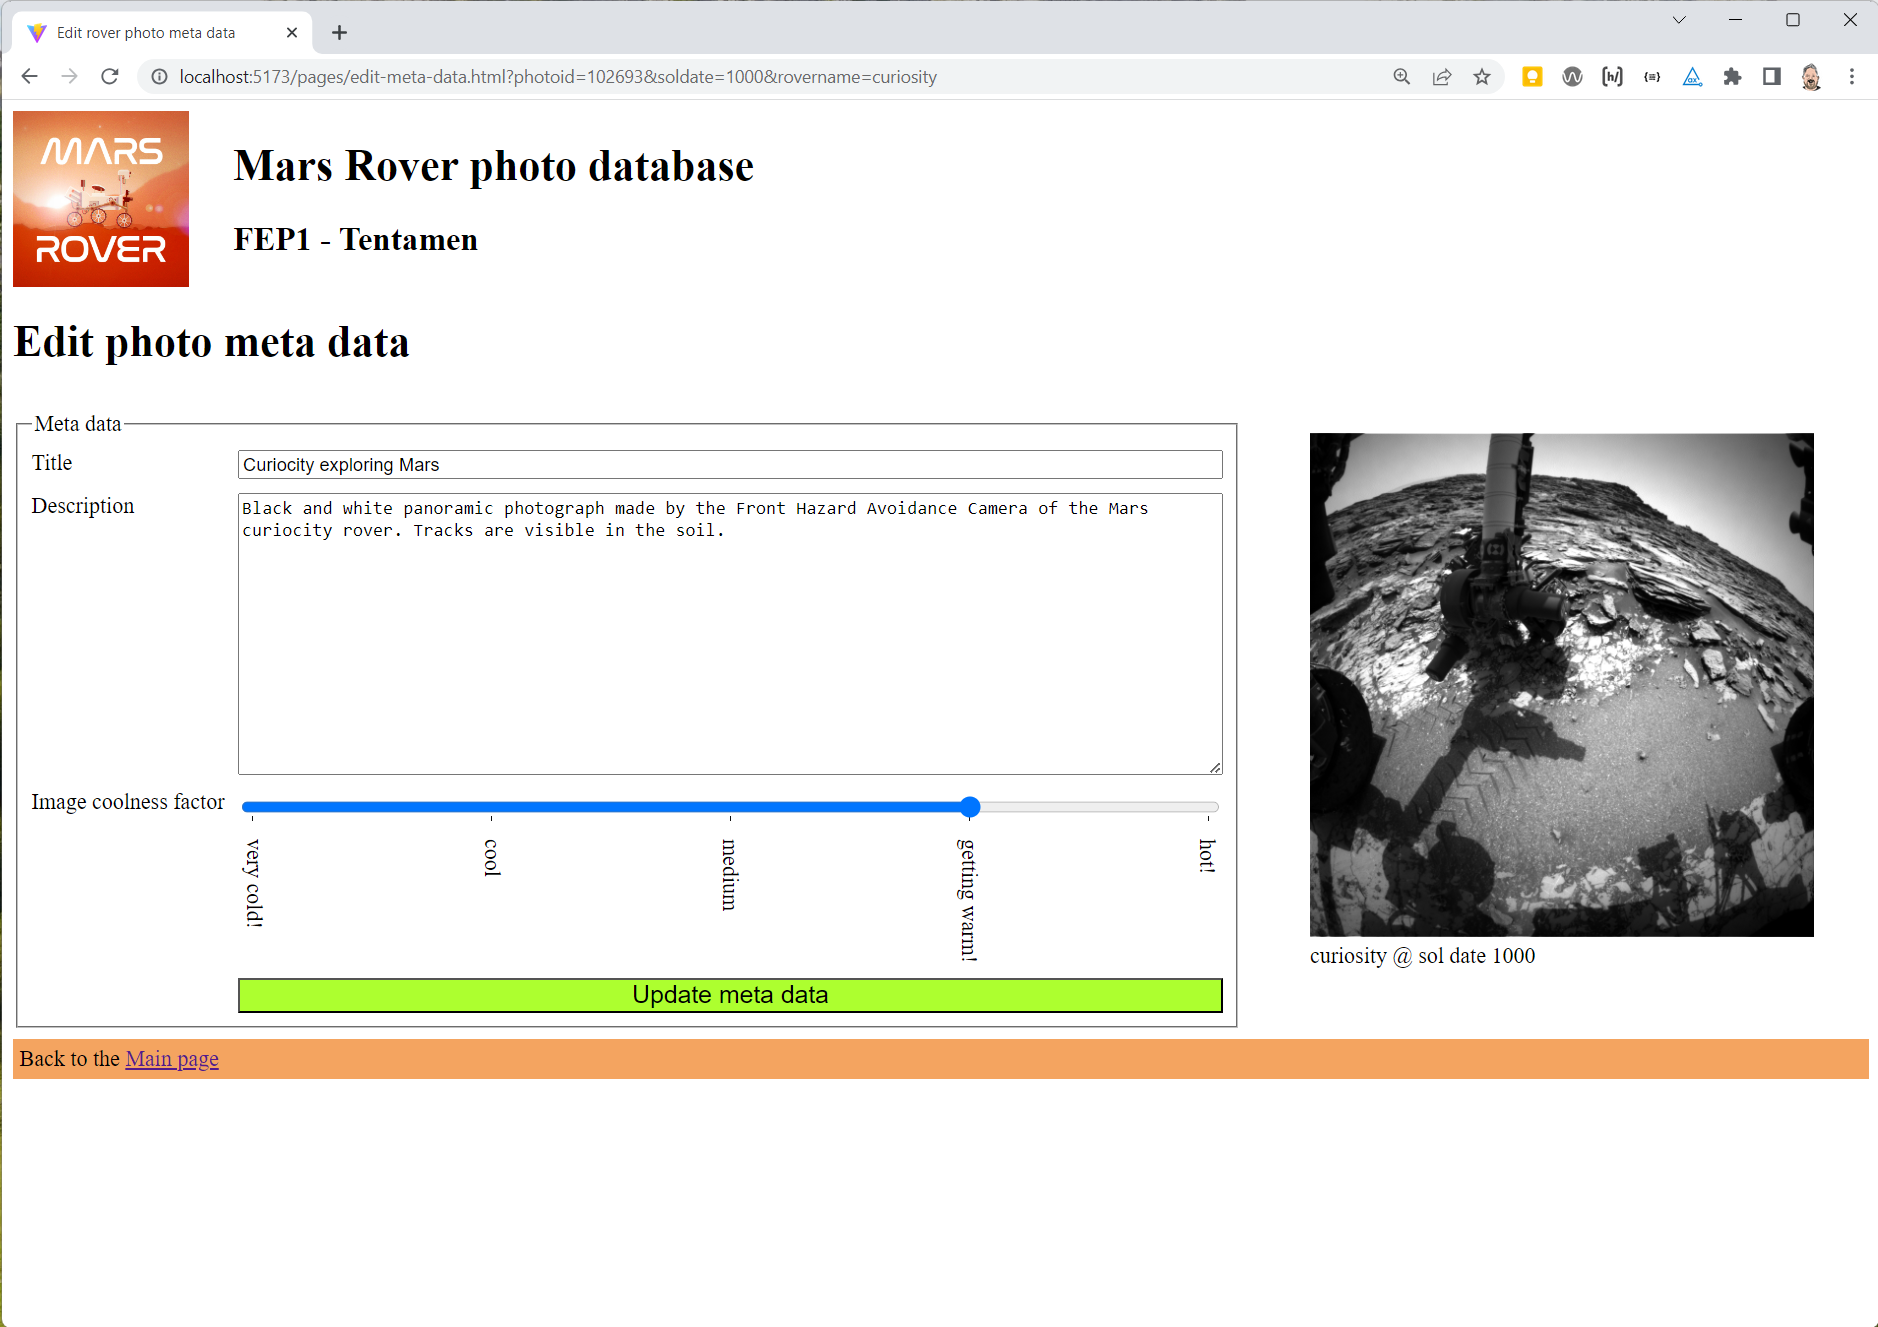 Edit rover photo meta data
localhost:5173/pages/edit-meta-data.html?photoid=102693&soldate=1000&rovername=curiosity
MARS
ROVER
Mars Rover photo database
FEP1 - Tentamen
Edit photo meta data
Meta data
Title
Curiocity exploring Mars
Description
Black and white panoramic photograph made by the Front Hazard Avoidance Camera of the Mars
curiocity rover. Tracks are visible in the soil.
Image coolness factor
very cold!
cool
medium
getting warm!
hot!
Update meta data
curiosity @ sol date 1000
Back to the Main page